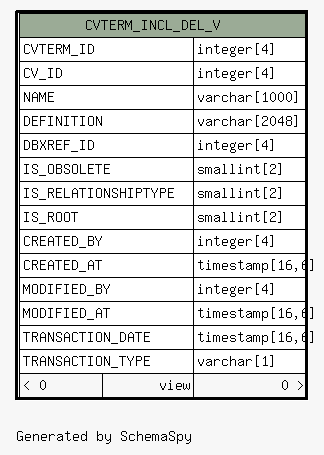 CVTERM_INCL_DEL_V
CVTERM_ID integer[4]
CV_ID integer[4]
NAME varchar[1000]
DEFINITION varchar[2048]
DBXREF_ID integer[4]
IS_OBSOLETE smallint[2]
IS_RELATIONSHIPTYPE smallint[2]
IS_ROOT smallint[2]
CREATED_BY integer[4]
CREATED_AT timestamp[16,6]
MODIFIED_BY integer[4]
MODIFIED_AT timestamp[16,6]
TRANSACTION_DATE timestamp[16,6]
TRANSACTION_TYPE varchar[1]
< 0 view 0 >
Generated by SchemaSpy